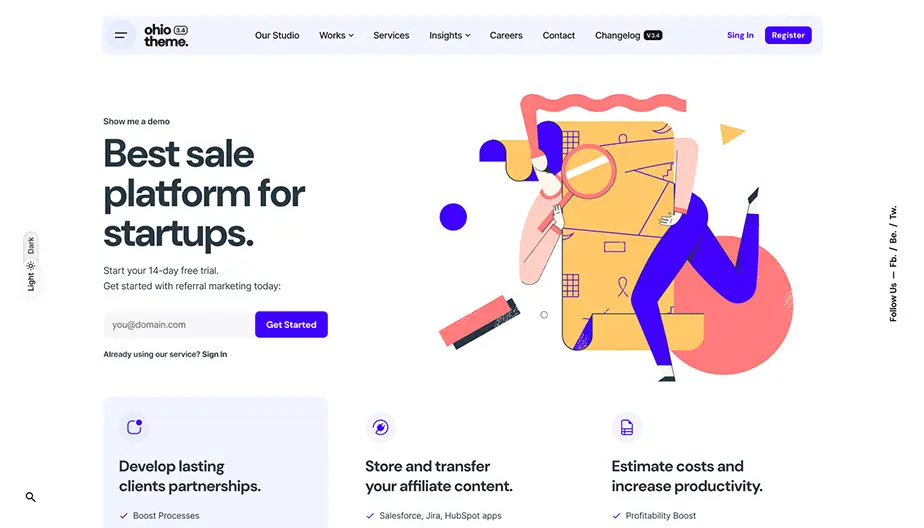 ohio 3.4
theme.
Our Studio Works Services Insights Careers Contact Changelog V3.4 Sing In Register
Show me a demo
Best sale
platform for
startups.
Start your 14-day free trial.
Get started with referral marketing today:
you@domain.com Get Started
Already using our service? Sign In
Light Dark
Follow Us — Fb. / Be. / Tw.
Develop lasting
clients partnerships.
Boost Processes
Store and transfer
your affiliate content.
Salesforce, Jira, HubSpot apps
Estimate costs and
increase productivity.
Profitability Boost